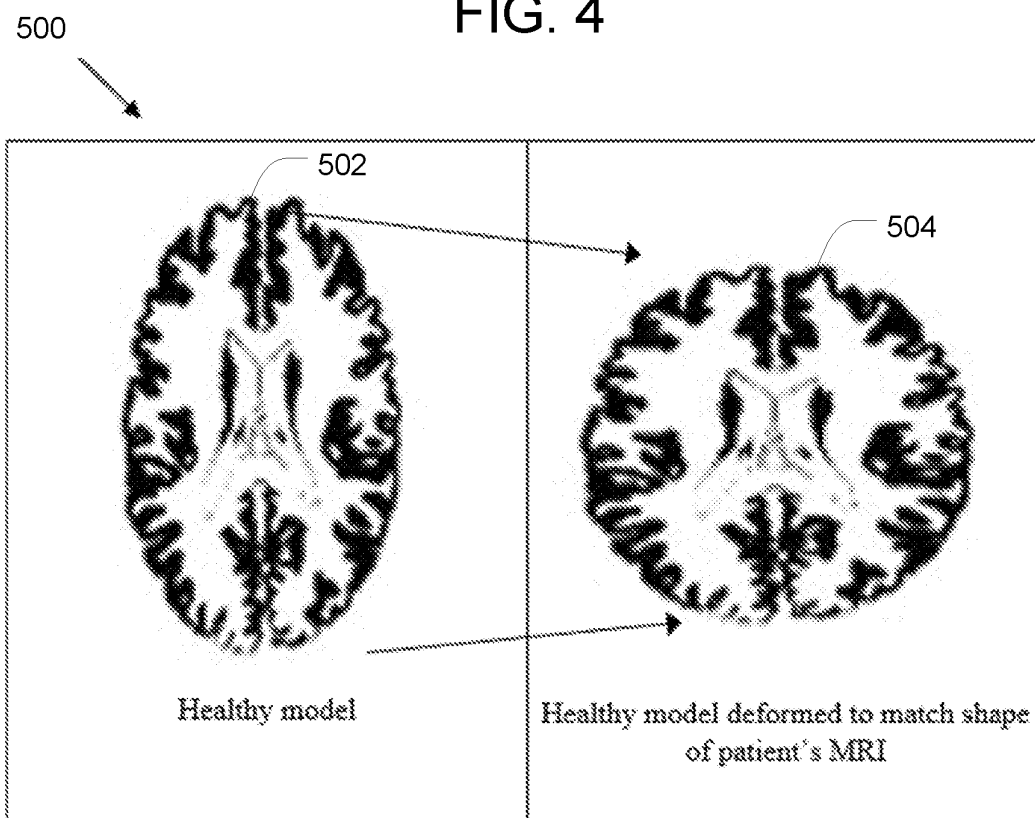 FIG. 4
500
502
504
Healthy model
Healthy model deformed to match shape
of patient's MRI